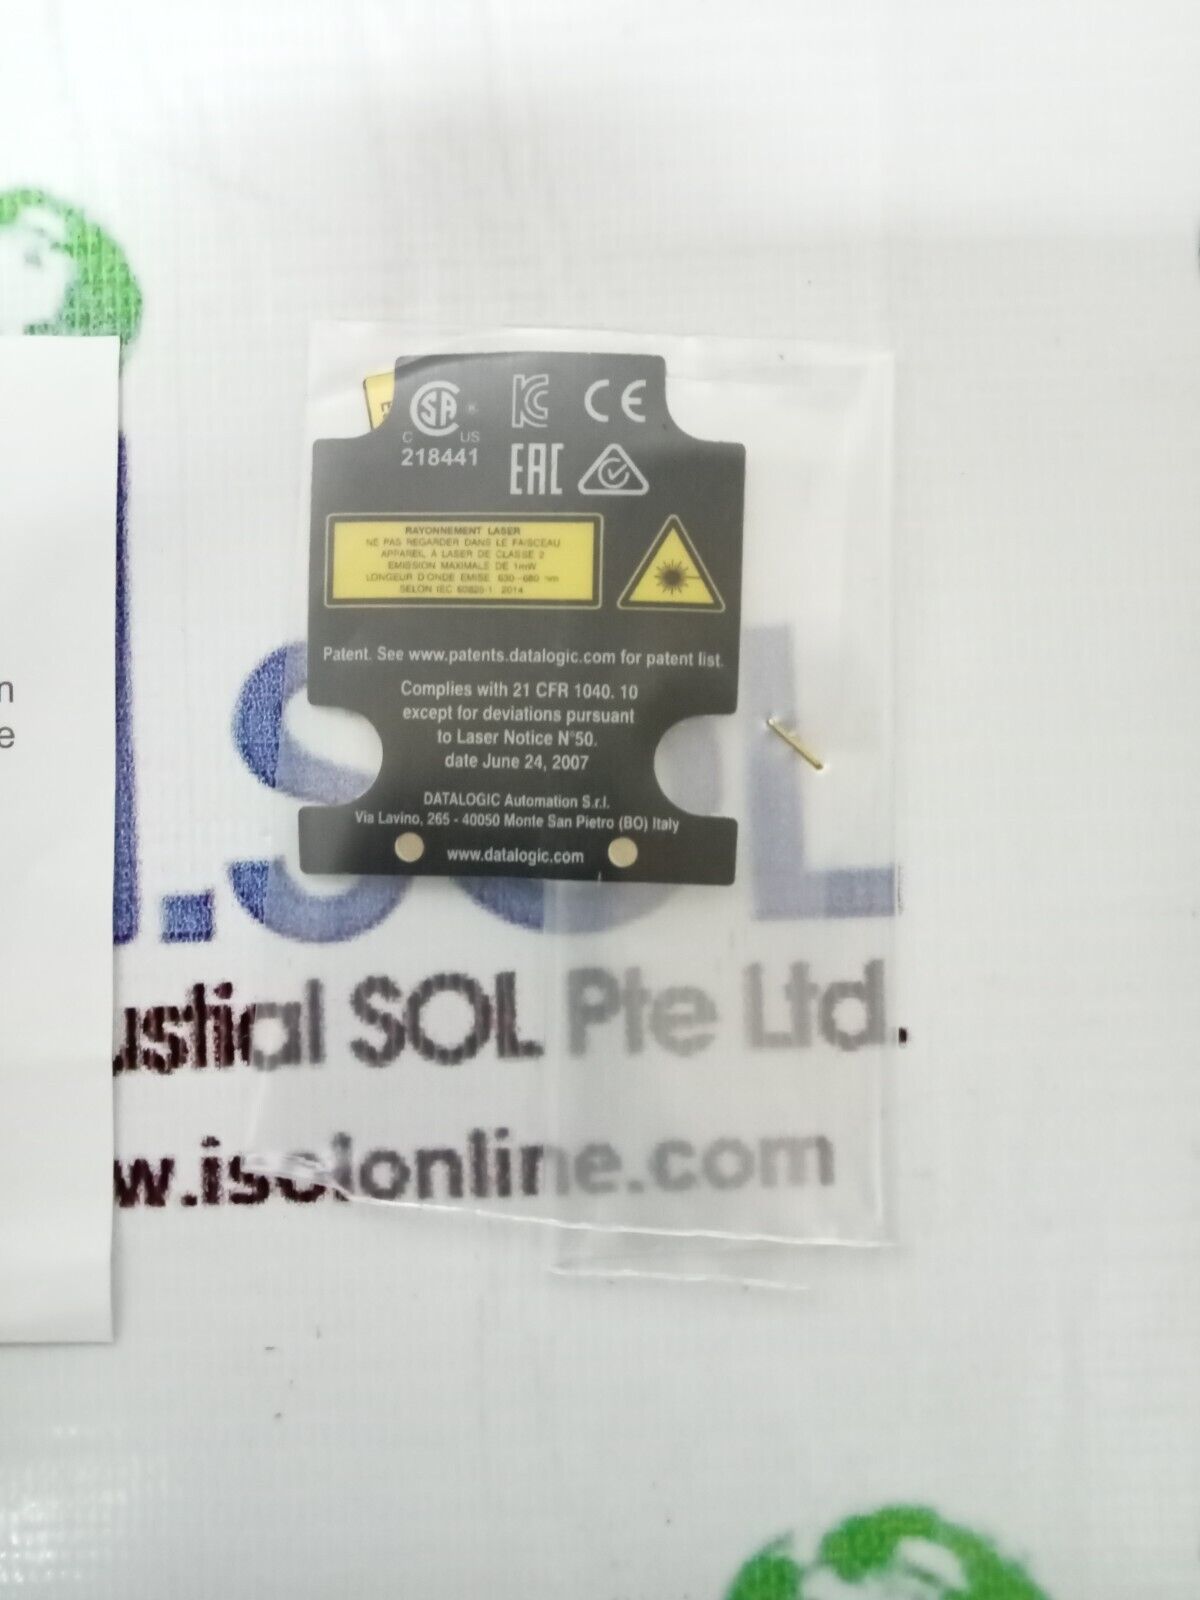 CSA ®
C US
218441
KC CE
EAC
RAYONNEMENT LASER
NE PAS REGARDER DANS LE FAISCEAU
APPAREIL À LASER DE CLASSE 2
EMISSION MAXIMALE DE 1mW
LONGEUR D'ONDE EMISE 630~680 nm
SELON IEC 60825-1 2014
Patent. See www.patents.datalogic.com for patent list.
Complies with 21 CFR 1040. 10
except for deviations pursuant
to Laser Notice N°50.
date June 24, 2007
DATALOGIC Automation S.r.l.
Via Lavino, 265 - 40050 Monte San Pietro (BO) Italy
www.datalogic.com
n
e
.SOL
ustial SOL Pte Ltd.
w.isolonline.com